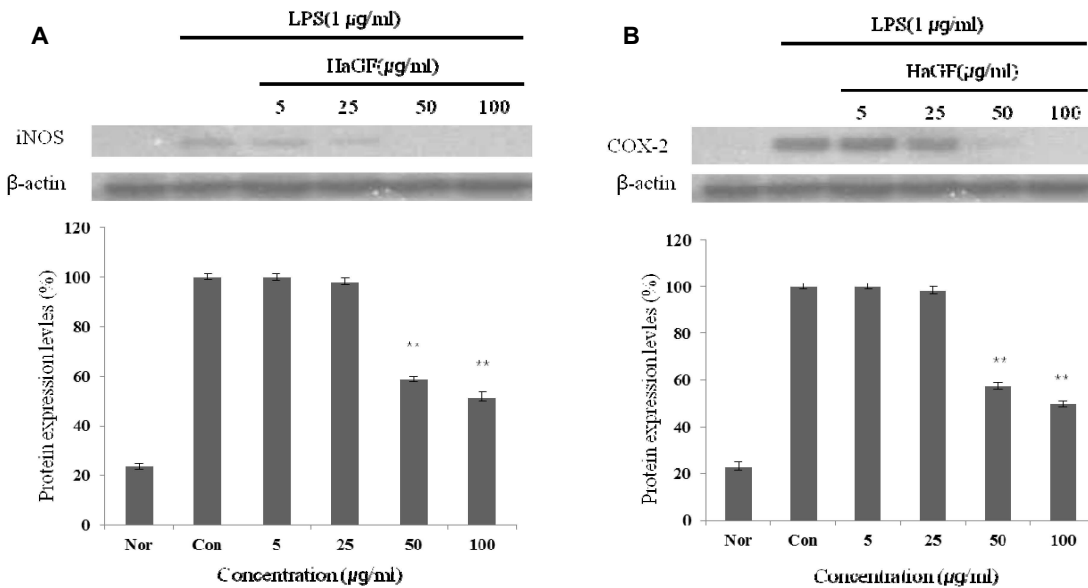 A
LPS(1 µg/ml)
HaGF(µg/ml)
5 25 50 100
iNOS
β-actin
120
100
80
60
40
20
0
Protein expression levles (%)
**
**
Nor Con 5 25 50 100
Concentration (µg/ml)
B
LPS(1 µg/ml)
HaGF(µg/ml)
5 25 50 100
COX-2
β-actin
120
100
80
60
40
20
0
Protein expression levles (%)
**
**
Nor Con 5 25 50 100
Concentration (µg/ml)